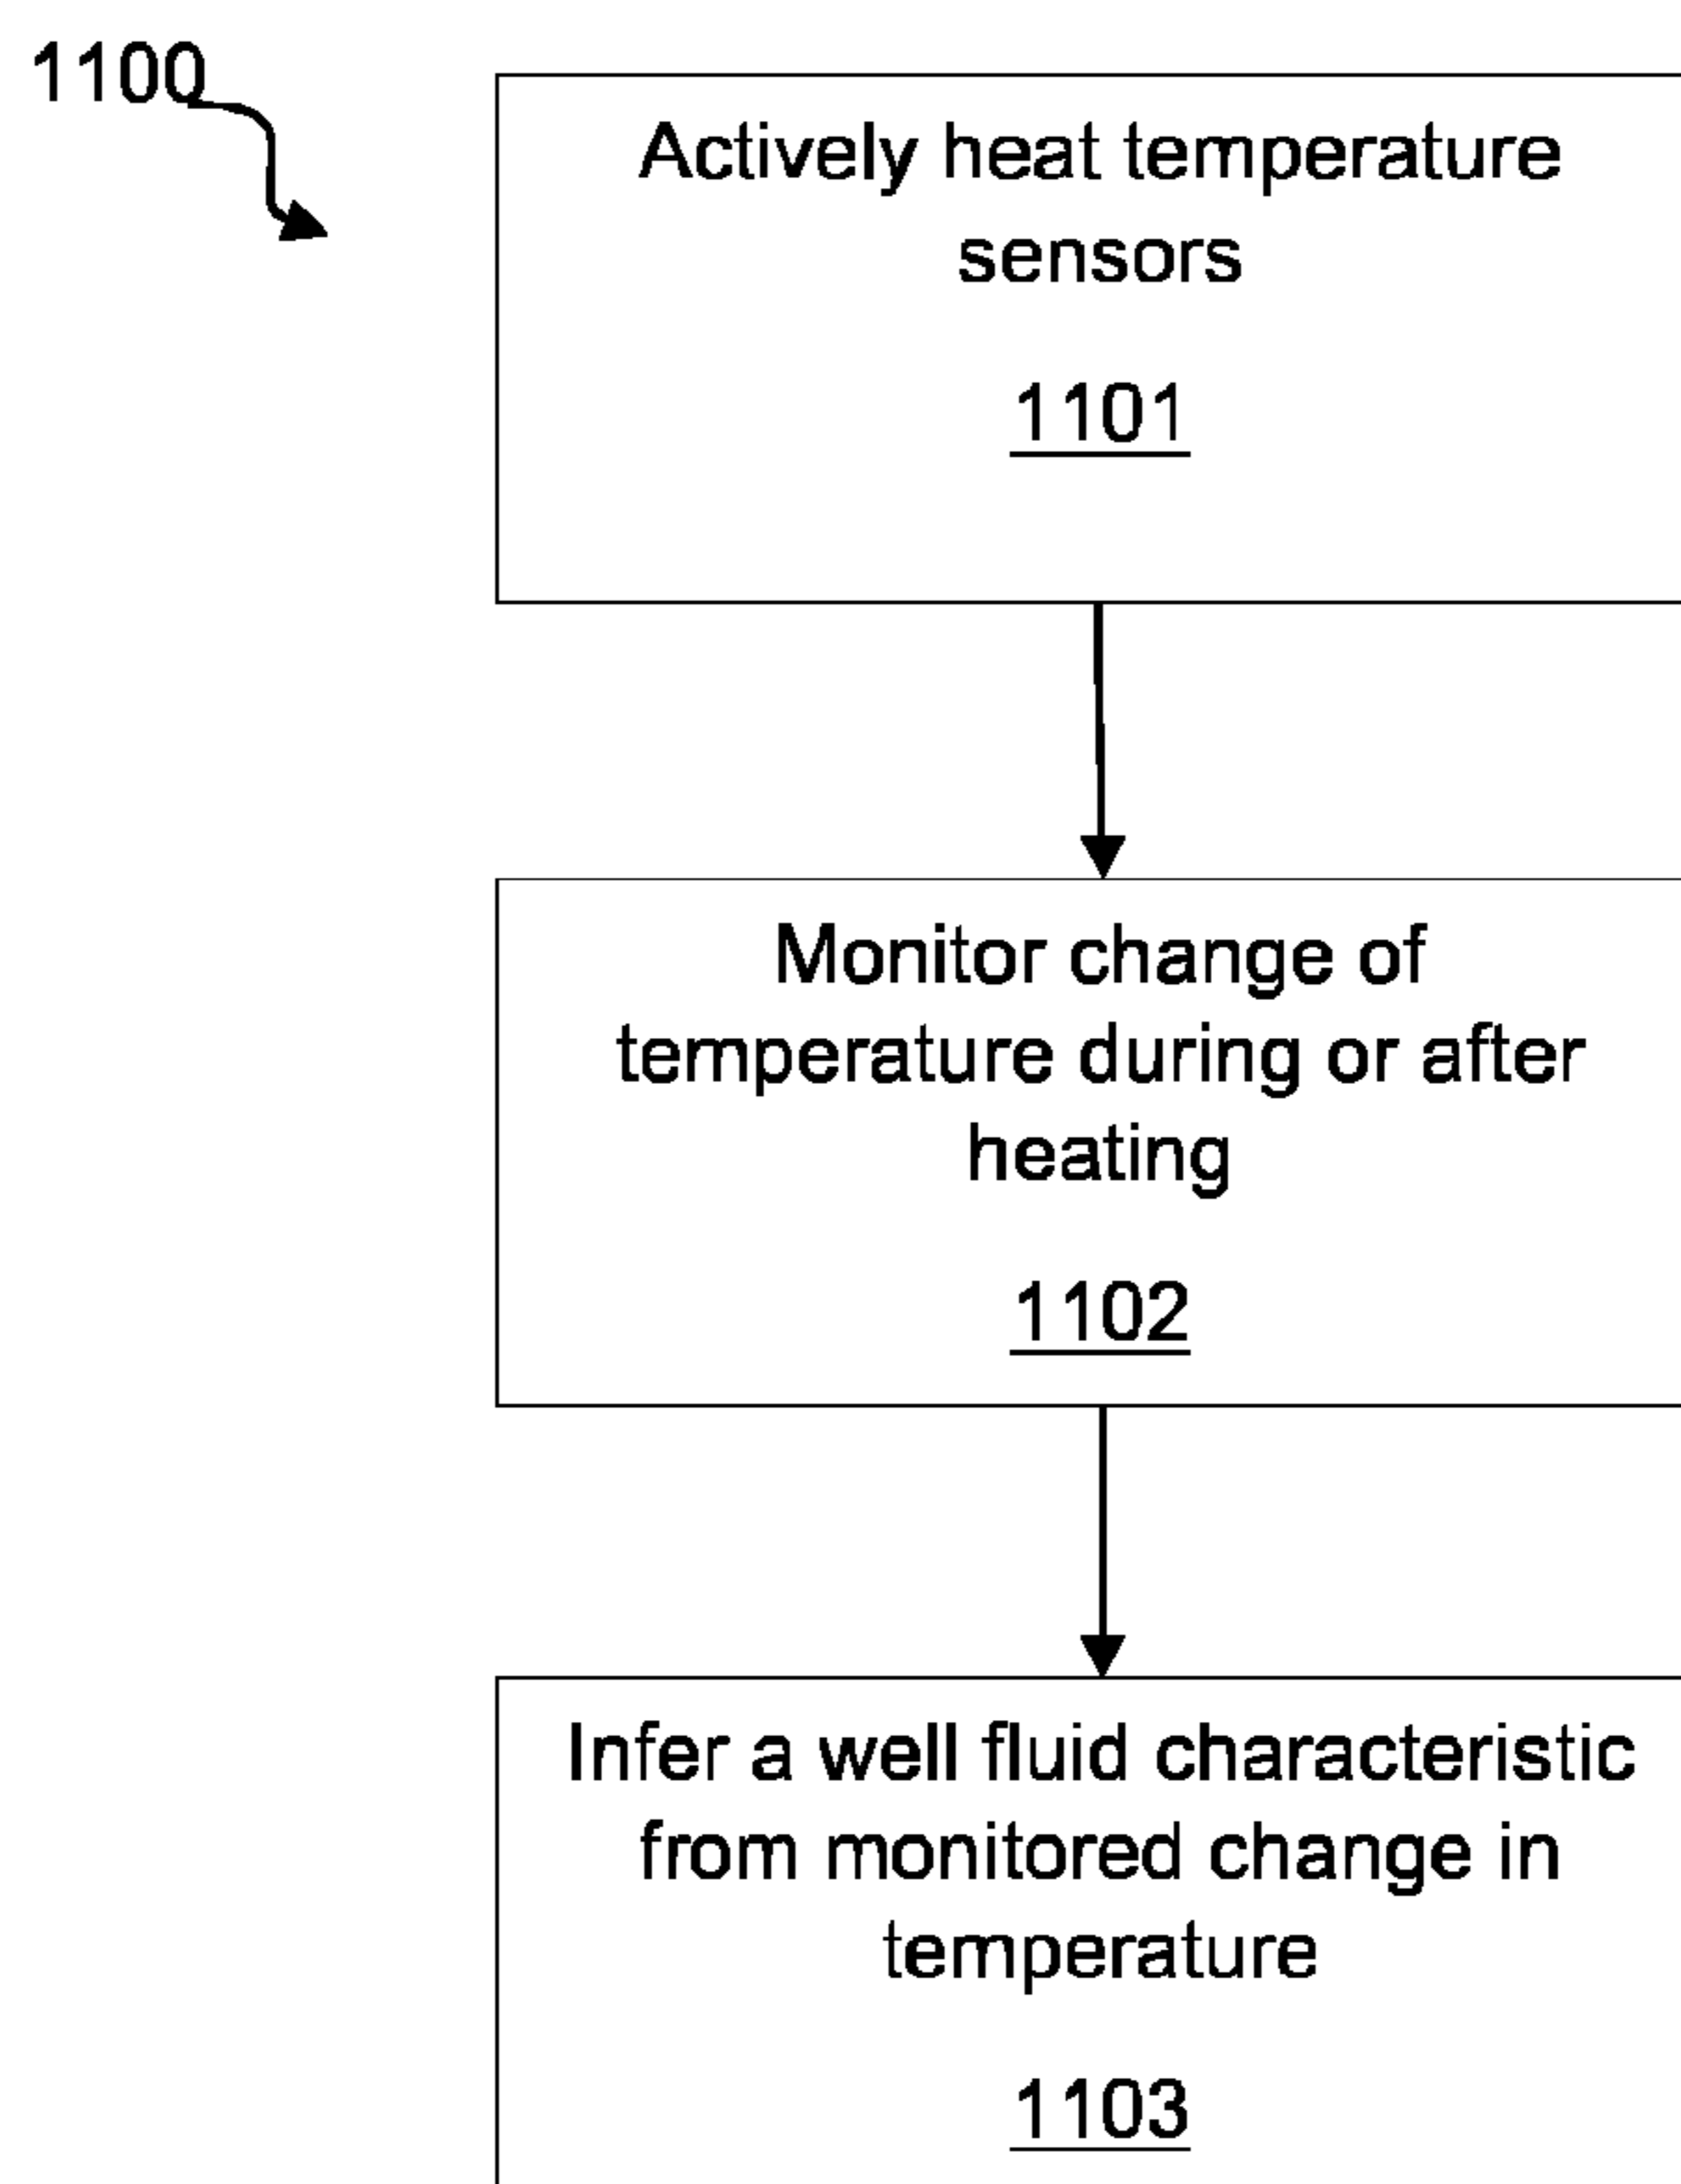 1100
Actively heat temperature
sensors
1101
Monitor change of
temperature during or after
heating
1102
Infer a well fluid characteristic
from monitored change in
temperature
1103